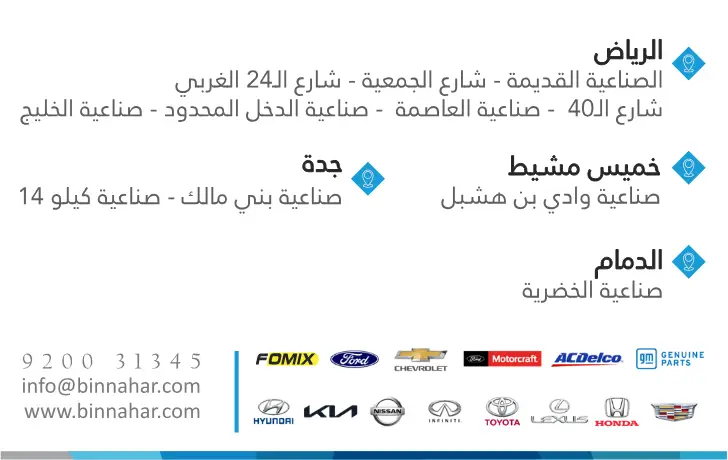 الرياض
الصناعية القديمة - شارع الجمعية - شارع الـ24 الغربي
شارع الـ40 - صناعية العاصمة - صناعية الدخل المحدود - صناعية الخليج
خميس مشيط
صناعية وادي بن هشبل
جدة
صناعية بني مالك - صناعية كيلو 14
الدمام
صناعية الخضرية
9200 31345
info@binnahar.com
www.binnahar.com
FOMIX Ford CHEVROLET Ford Motorcraft ACDelco gm GENUINE PARTS
HYUNDAI KIA NISSAN INFINITI TOYOTA LEXUS HONDA